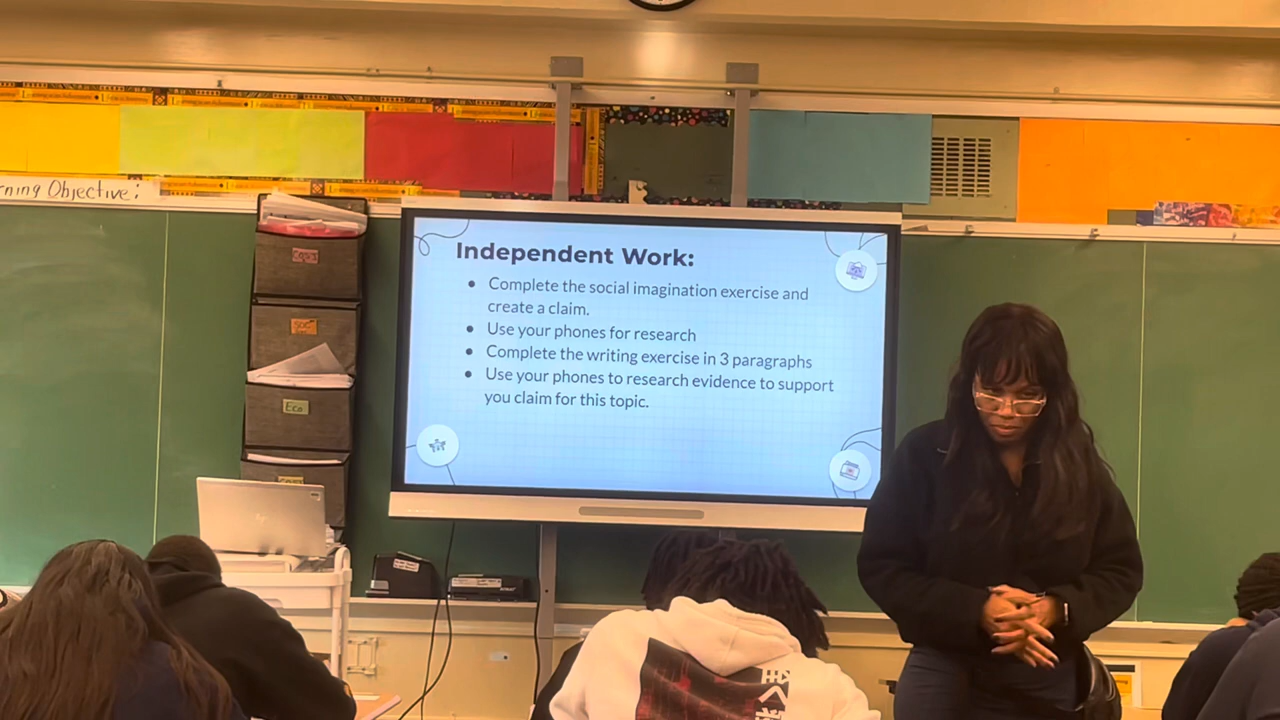 rning Objective:
Independent Work:
Complete the social imagination exercise and
create a claim.
Use your phones for research
Complete the writing exercise in 3 paragraphs
Use your phones to research evidence to support
you claim for this topic.
Eco
hp